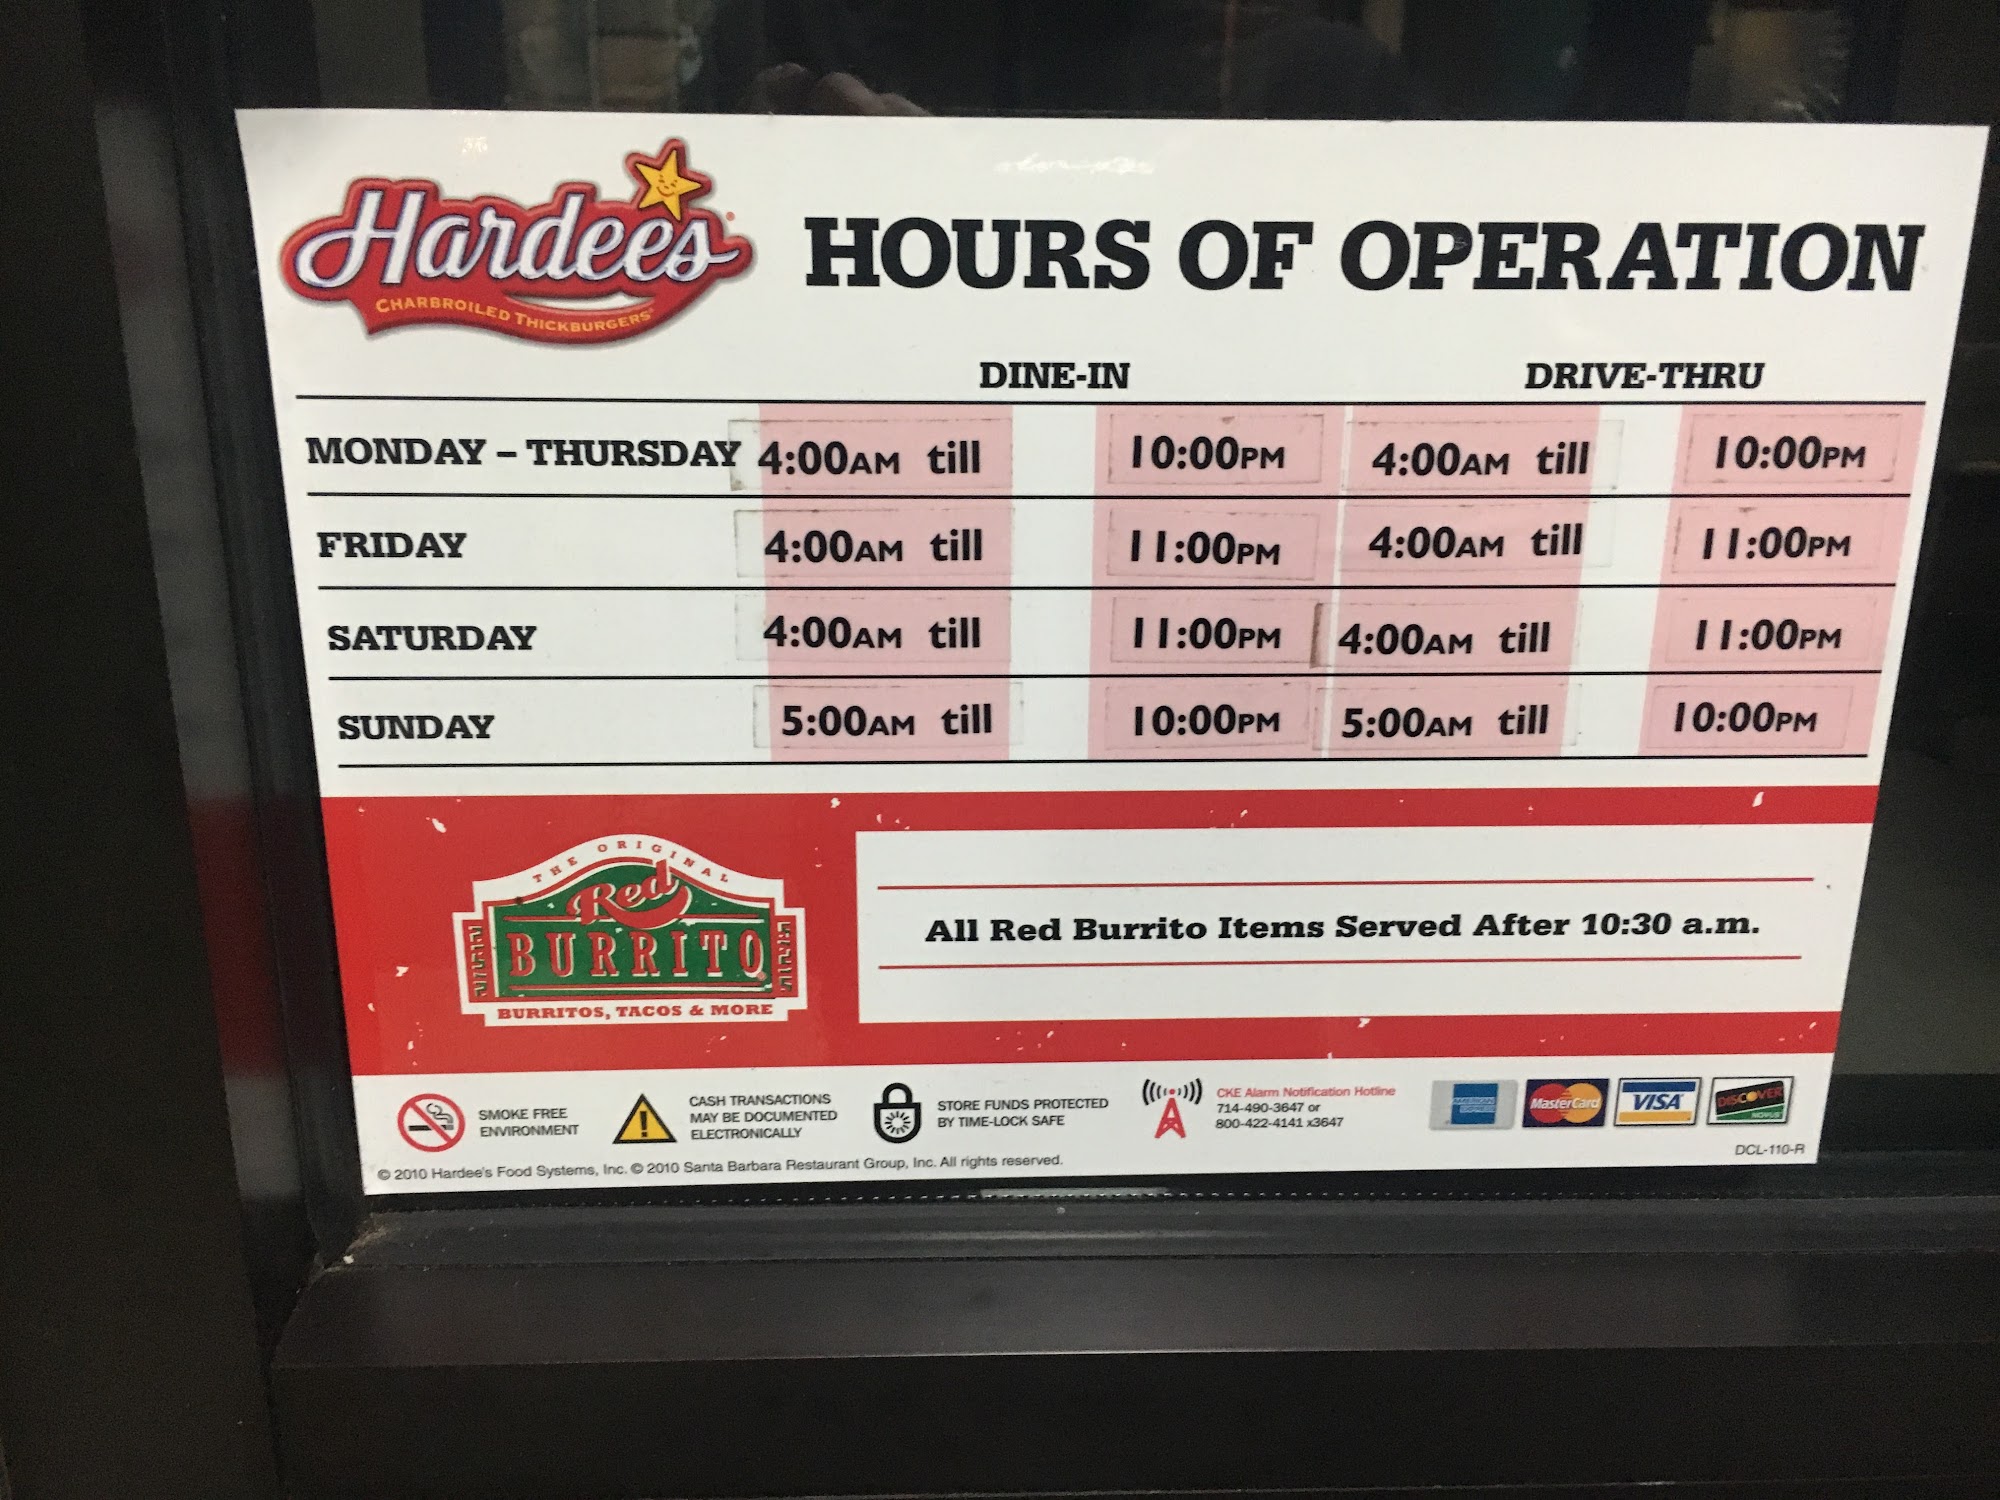 Hardee's
CHARBROILED THICKBURGERS
HOURS OF OPERATION
DINE-IN DRIVE-THRU
MONDAY – THURSDAY 4:00AM till 10:00PM 4:00AM till 10:00PM
FRIDAY 4:00AM till 11:00PM 4:00AM till 11:00PM
SATURDAY 4:00AM till 11:00PM 4:00AM till 11:00PM
SUNDAY 5:00AM till 10:00PM 5:00AM till 10:00PM
THE ORIGINAL
Red
BURRITO
BURRITOS, TACOS & MORE
All Red Burrito Items Served After 10:30 a.m.
SMOKE FREE
ENVIRONMENT
CASH TRANSACTIONS
MAY BE DOCUMENTED
ELECTRONICALLY
STORE FUNDS PROTECTED
BY TIME-LOCK SAFE
CKE Alarm Notification Hotline
714-490-3647 or
800-422-4141 x3647
AMERICAN
EXPRESS
MasterCard
VISA
DISCOVER
NOVUS
DCL-110-R
© 2010 Hardee's Food Systems, Inc. © 2010 Santa Barbara Restaurant Group, Inc. All rights reserved.